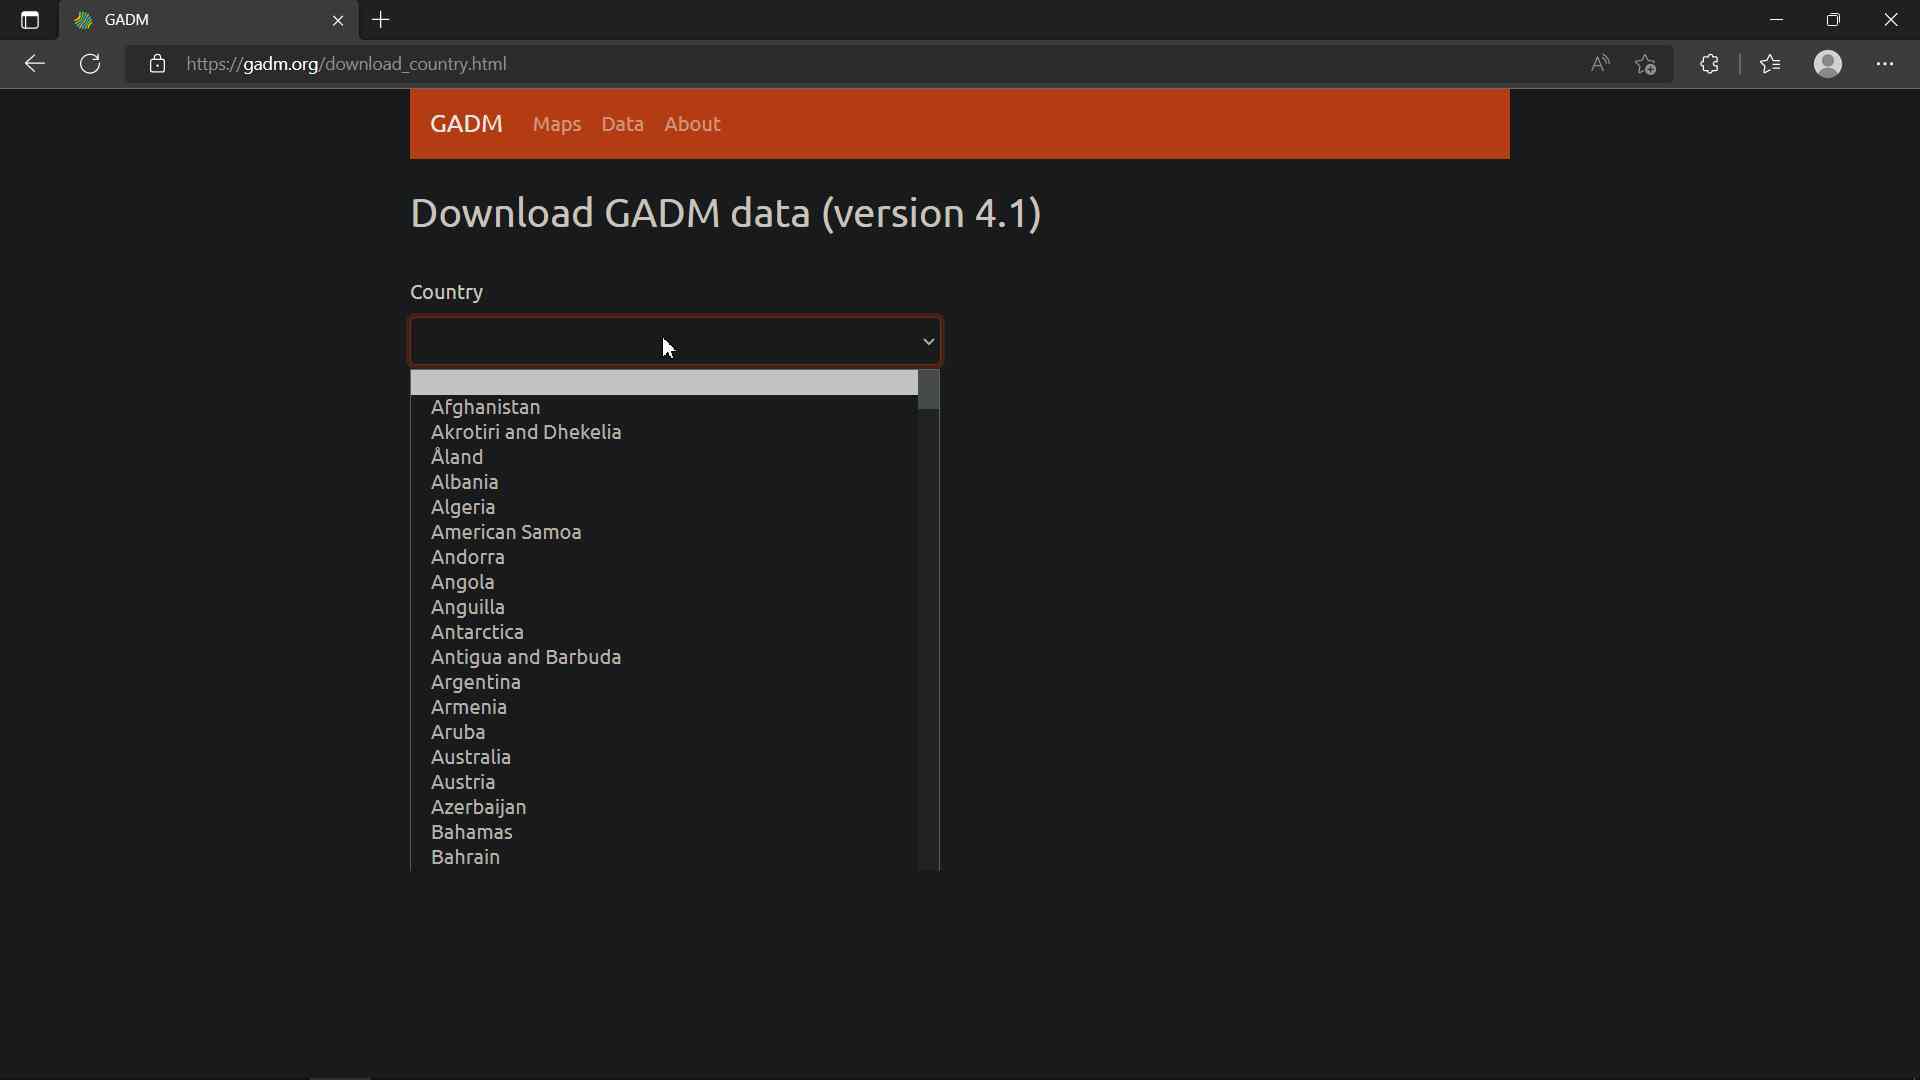 GADM
https://gadm.org/download_country.html
GADM Maps Data About
Download GADM data (version 4.1)
Country
Afghanistan
Akrotiri and Dhekelia
Åland
Albania
Algeria
American Samoa
Andorra
Angola
Anguilla
Antarctica
Antigua and Barbuda
Argentina
Armenia
Aruba
Australia
Austria
Azerbaijan
Bahamas
Bahrain